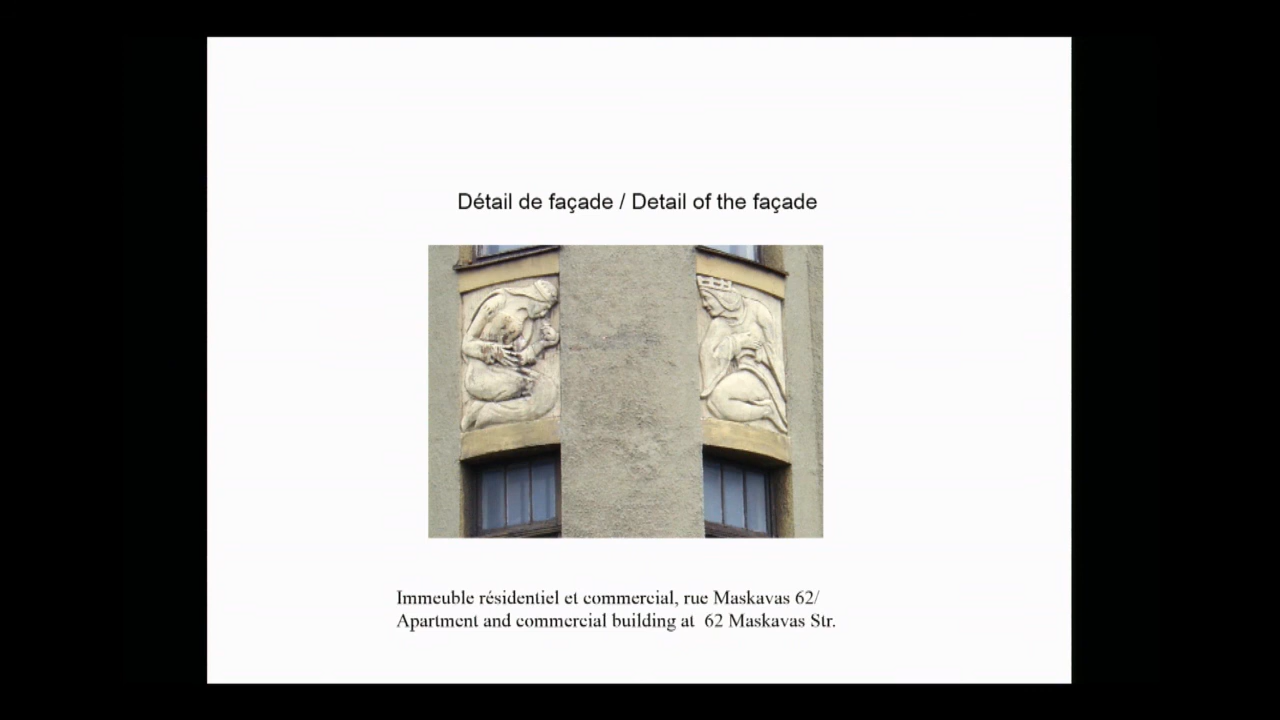 Détail de façade / Detail of the façade
Immeuble résidentiel et commercial, rue Maskavas 62/
Apartment and commercial building at 62 Maskavas Str.